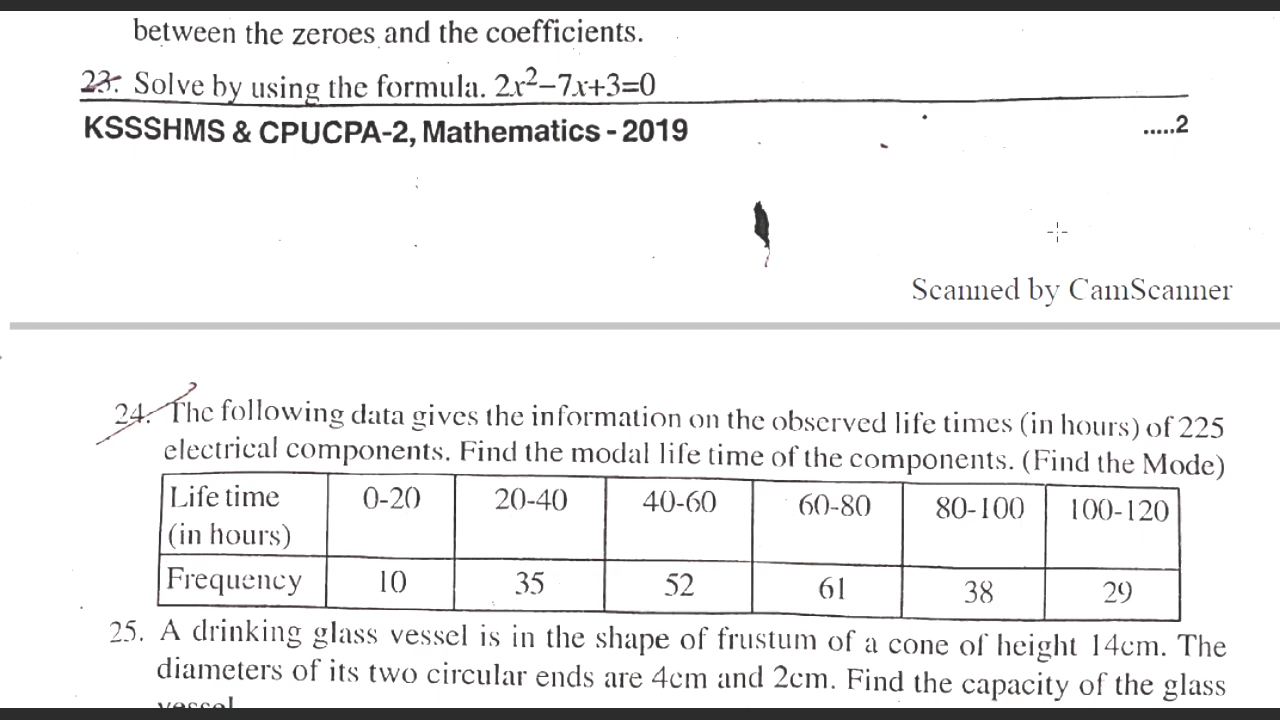 between the zeroes and the coefficients.
23. Solve by using the formula. 2x²–7x+3=0
KSSSHMS & CPUCPA-2, Mathematics - 2019 .....2
Scanned by CamScanner
24. The following data gives the information on the observed life times (in hours) of 225
electrical components. Find the modal life time of the components. (Find the Mode)
Life time (in hours) 0-20 20-40 40-60 60-80 80-100 100-120
Frequency 10 35 52 61 38 29
25. A drinking glass vessel is in the shape of frustum of a cone of height 14cm. The
diameters of its two circular ends are 4cm and 2cm. Find the capacity of the glass